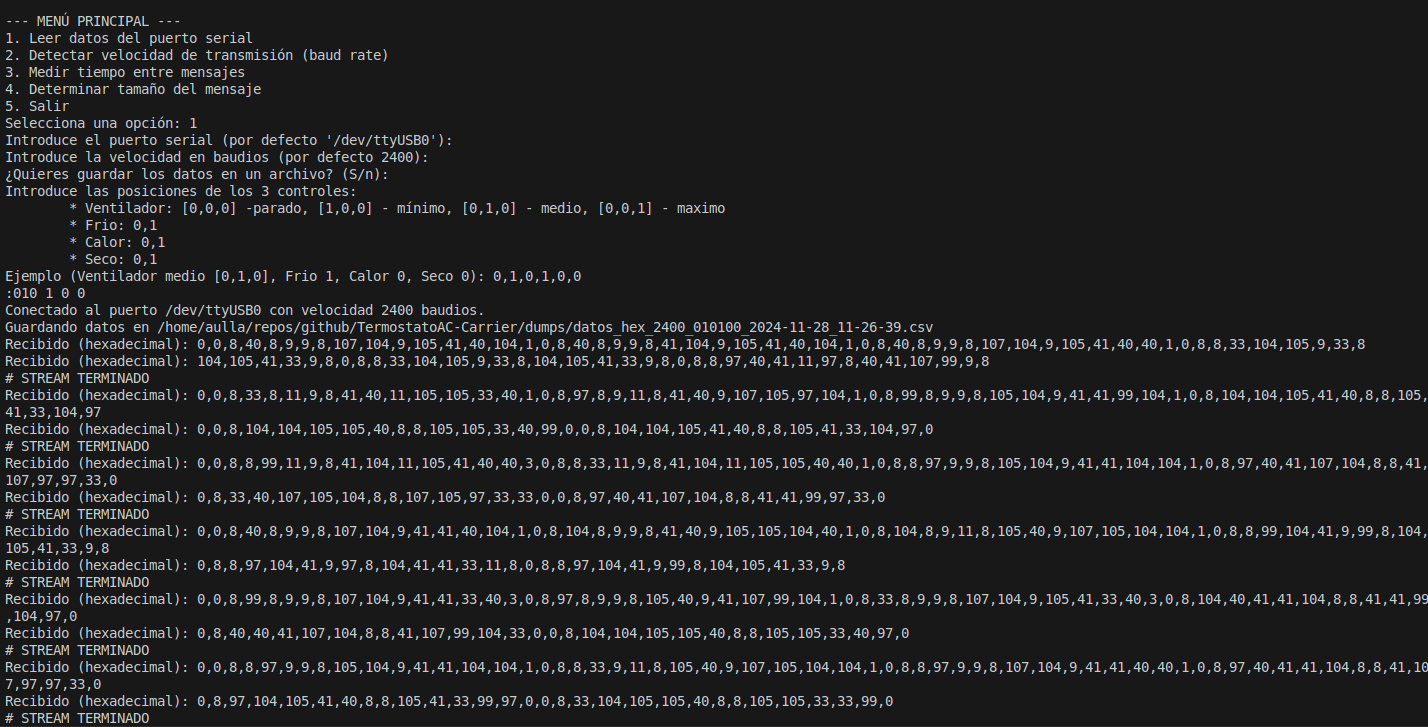 --- MENÚ PRINCIPAL ---
1. Leer datos del puerto serial
2. Detectar velocidad de transmisión (baud rate)
3. Medir tiempo entre mensajes
4. Determinar tamaño del mensaje
5. Salir
Selecciona una opción: 1
Introduce el puerto serial (por defecto '/dev/ttyUSB0'):
Introduce la velocidad en baudios (por defecto 2400):
¿Quieres guardar los datos en un archivo? (S/n):
Introduce las posiciones de los 3 controles:
* Ventilador: [0,0,0] -parado, [1,0,0] - mínimo, [0,1,0] - medio, [0,0,1] - maximo
* Frio: 0,1
* Calor: 0,1
* Seco: 0,1
Ejemplo (Ventilador medio [0,1,0], Frio 1, Calor 0, Seco 0): 0,1,0,1,0,0
:010 1 0 0
Conectado al puerto /dev/ttyUSB0 con velocidad 2400 baudios.
Guardando datos en /home/aulla/repos/github/TermostatoAC-Carrier/dumps/datos_hex_2400_010100_2024-11-28_11-26-39.csv
Recibido (hexadecimal): 0,0,8,40,8,9,9,8,107,104,9,105,41,40,104,1,0,8,40,8,9,9,8,41,104,9,105,41,40,104,1,0,8,40,8,9,9,8,107,104,9,105,41,40,40,1,0,8,8,33,104,105,9,33,8
Recibido (hexadecimal): 104,105,41,33,9,8,0,8,8,33,104,105,9,33,8,104,105,41,33,9,8,0,8,8,97,40,41,11,97,8,40,41,107,99,9,8
# STREAM TERMINADO
Recibido (hexadecimal): 0,0,8,33,8,11,9,8,41,40,11,105,105,33,40,1,0,8,97,8,9,11,8,41,40,9,107,105,97,104,1,0,8,99,8,9,9,8,105,104,9,41,41,99,104,1,0,8,104,104,105,41,40,8,8,105,
41,33,104,97
Recibido (hexadecimal): 0,0,8,104,104,105,105,40,8,8,105,105,33,40,99,0,0,8,104,104,105,41,40,8,8,105,41,33,104,97,0
# STREAM TERMINADO
Recibido (hexadecimal): 0,0,8,8,99,11,9,8,41,104,11,105,41,40,40,3,0,8,8,33,11,9,8,41,104,11,105,105,40,40,1,0,8,8,97,9,9,8,105,104,9,41,41,104,104,1,0,8,97,40,41,107,104,8,8,41,
107,97,97,33,0
Recibido (hexadecimal): 0,8,33,40,107,105,104,8,8,107,105,97,33,33,0,0,8,97,40,41,107,104,8,8,41,41,99,97,33,0
# STREAM TERMINADO
Recibido (hexadecimal): 0,0,8,40,8,9,9,8,107,104,9,41,41,40,104,1,0,8,104,8,9,9,8,41,40,9,105,105,104,40,1,0,8,104,8,9,11,8,105,40,9,107,105,104,104,1,0,8,8,99,104,41,9,99,8,104,
105,41,33,9,8
Recibido (hexadecimal): 0,8,8,97,104,41,9,97,8,104,41,41,33,11,8,0,8,8,97,104,41,9,99,8,104,105,41,33,9,8
# STREAM TERMINADO
Recibido (hexadecimal): 0,0,8,99,8,9,9,8,107,104,9,41,41,33,40,3,0,8,97,8,9,9,8,105,40,9,41,107,99,104,1,0,8,33,8,9,9,8,107,104,9,105,41,33,40,3,0,8,104,40,41,41,104,8,8,41,41,99
,104,97,0
Recibido (hexadecimal): 0,8,40,40,41,107,104,8,8,41,107,99,104,33,0,0,8,104,104,105,105,40,8,8,105,105,33,40,97,0
# STREAM TERMINADO
Recibido (hexadecimal): 0,0,8,8,97,9,9,8,105,104,9,41,41,104,104,1,0,8,8,33,9,11,8,105,40,9,107,105,104,104,1,0,8,8,97,9,9,8,107,104,9,41,41,40,40,1,0,8,97,40,41,41,104,8,8,41,10
7,97,97,33,0
Recibido (hexadecimal): 0,8,97,104,105,41,40,8,8,105,41,33,99,97,0,0,8,33,104,105,105,40,8,8,105,105,33,33,99,0
# STREAM TERMINADO